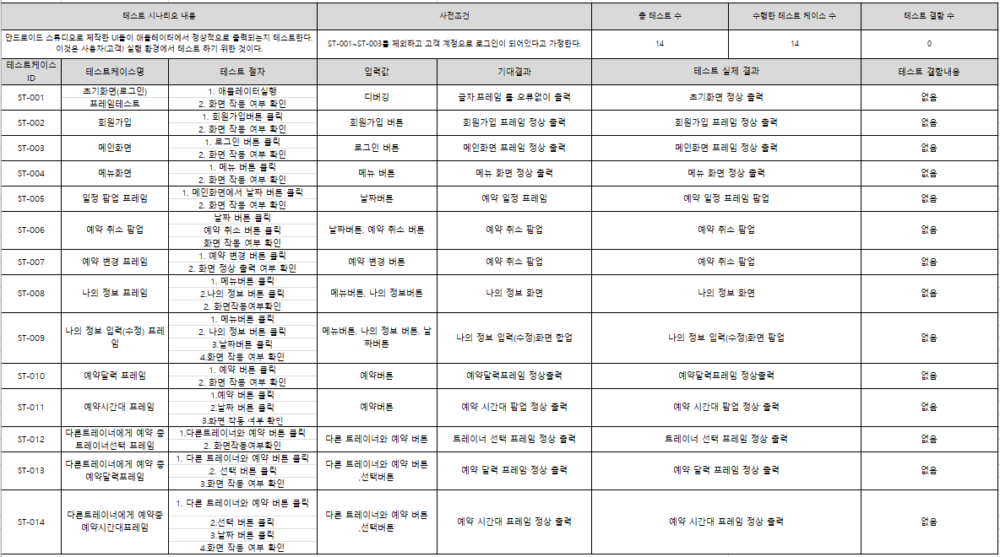 테스트 시나리오 내용
사전조건
총 테스트 수
수행한 테스트 케이스 수
테스트 결함 수
안드로이드 스튜디오로 제작한 UI들이 애뮬레이터에서 정상적으로 출력되는지 테스트한다.
이것은 사용자(고객) 실행 환경에서 테스트 하기 위한 것이다.
ST-001~ST-003를 제외하고 고객 계정으로 로그인이 되어있다고 가정한다.
14
14
0
테스트케이스
ID
테스트케이스명
테스트 절차
입력값
기대결과
테스트 실제 결과
테스트 결함내용
ST-001
초기화면(로그인)
프레임테스트
1. 애뮬레이터실행
2. 화면 작동 여부 확인
디버깅
글자,프레임 틀 오류없이 출력
초기화면 정상 출력
없음
ST-002
회원가입
1. 회원가입버튼 클릭
2. 화면 작동 여부 확인
회원가입 버튼
회원가입 프레임 정상 출력
회원가입 프레임 정상 출력
없음
ST-003
메인화면
1. 로그인 버튼 클릭
2. 화면 작동 여부 확인
로그인 버튼
메인화면 프레임 정상 출력
메인화면 프레임 정상 출력
없음
ST-004
메뉴화면
1. 메뉴 버튼 클릭
2. 화면 작동 여부 확인
메뉴 버튼
메뉴 화면 정상 출력
메뉴 화면 정상 출력
없음
ST-005
일정 팝업 프레임
1. 메인화면에서 날짜 버튼 클릭
2. 화면 작동 여부 확인
날짜버튼
예약 일정 프레임
예약 일정 프레임 팝업
없음
ST-006
예약 취소 팝업
날짜 버튼 클릭
예약 취소 버튼 클릭
화면 작동 여부 확인
날짜버튼, 예약 취소 버튼
예약 취소 팝업
예약 취소 팝업
없음
ST-007
예약 변경 프레임
1. 예약 변경 버튼 클릭
2. 화면 정상 출력 여부 확인
예약 변경 버튼
예약 취소 팝업
예약 취소 팝업
없음
ST-008
나의 정보 프레임
1. 메뉴버튼 클릭
2.나의 정보 버튼 클릭
2. 화면작동여부확인
메뉴버튼, 나의 정보버튼
나의 정보 화면
나의 정보 화면
없음
ST-009
나의 정보 입력(수정) 프레
임
1. 메뉴버튼 클릭
2. 나의 정보 버튼 클릭
3.날짜버튼 클릭
4.화면 작동 여부 확인
메뉴버튼, 나의 정보 버튼, 날
짜버튼
나의 정보 입력(수정)화면 합업
나의 정보 입력(수정)화면 팝업
없음
ST-010
예약달력 프레임
1. 예약 버튼 클릭
2. 화면 작동 여부 확인
예약버튼
예약달력프레임 정상출력
예약달력프레임 정상출력
없음
ST-011
예약시간대 프레임
1.예약 버튼 클릭
2.날짜 버튼 클릭
3.화면 작동 여부 확인
예약버튼
예약 시간대 팝업 정상 출력
예약 시간대 팝업 정상 출력
없음
ST-012
다른트레이너에게 예약 중
트레이너선택 프레임
1.다른트레이너와 예약 버튼 클릭
2. 화면작동여부확인
다른 트레이너와 예약 버튼
트레이너 선택 프레임 정상 출력
트레이너 선택 프레임 정상 출력
없음
ST-013
다른트레이너에게 예약 중
예약달력프레임
1. 다른 트레이너와 예약 버튼 클릭
.2. 선택 버튼 클릭
3.화면 작동 여부 확인
다른 트레이너와 예약 버튼
,선택버튼
예약 달력 프레임 정상 출력
예약 달력 프레임 정상 출력
없음
ST-014
다른트레이너에게 예약중
예약시간대프레임
1. 다른 트레이너와 예약 버튼 클릭
2.선택 버튼 클릭
3.날짜 버튼 클릭
4.화면 작동 여부 확인
다른 트레이너와 예약 버튼
,선택버튼
예약 시간대 프레임 정상 출력
예약 시간대 프레임 정상 출력
없음